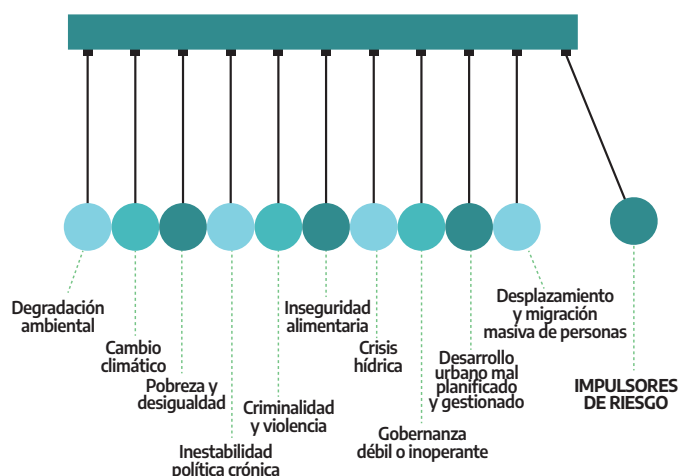 Degradación
ambiental
Cambio
climático
Pobreza y
desigualdad
Inestabilidad
política crónica
Criminalidad
y violencia
Inseguridad
alimentaria
Crisis
hídrica
Gobernanza
débil o inoperante
Desarrollo
urbano mal
planificado
y gestionado
Desplazamiento
y migración
masiva de personas
IMPULSORES
DE RIESGO